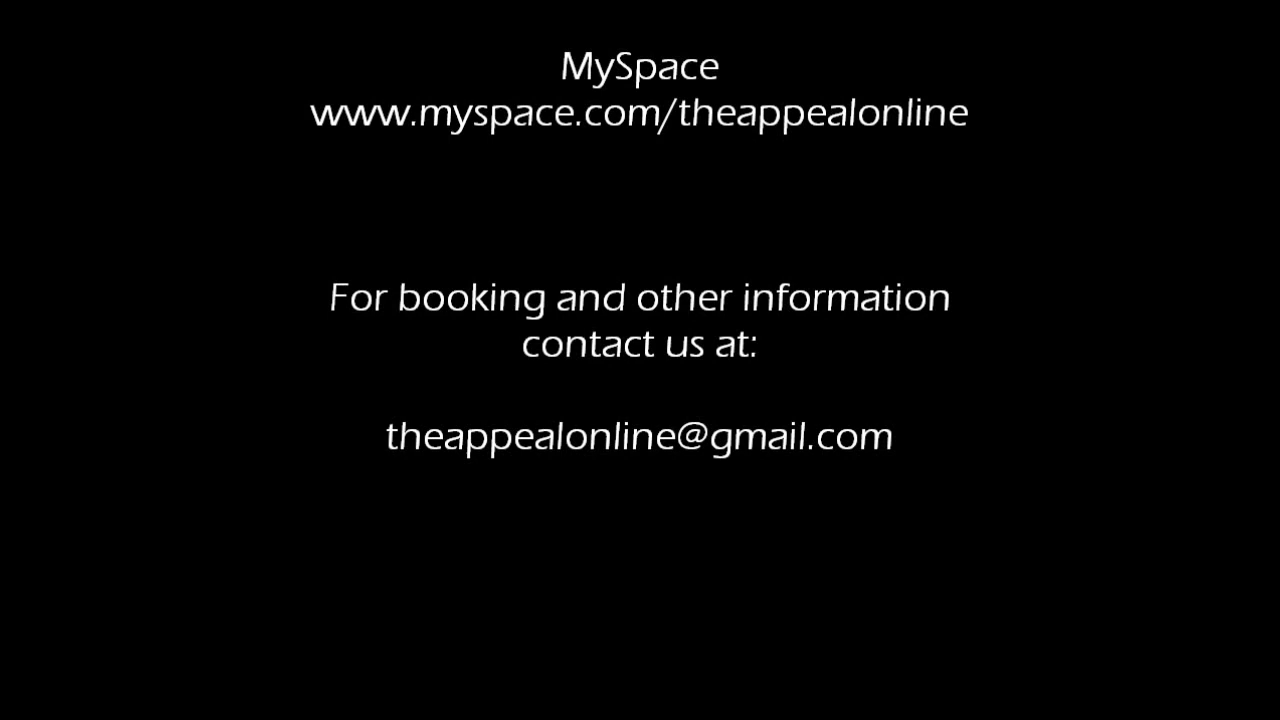 MySpace
www.myspace.com/theappealonline
For booking and other information
contact us at:
theappealonline@gmail.com